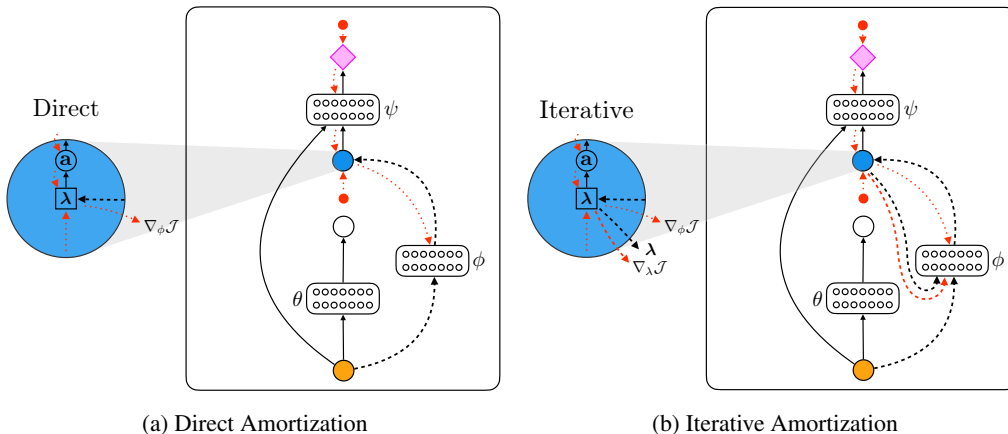 Direct
a
λ
∇ϕJ
ψ
ϕ
θ
(a) Direct Amortization
Iterative
a
λ
∇ϕJ
λ
∇λJ
ψ
ϕ
θ
(b) Iterative Amortization